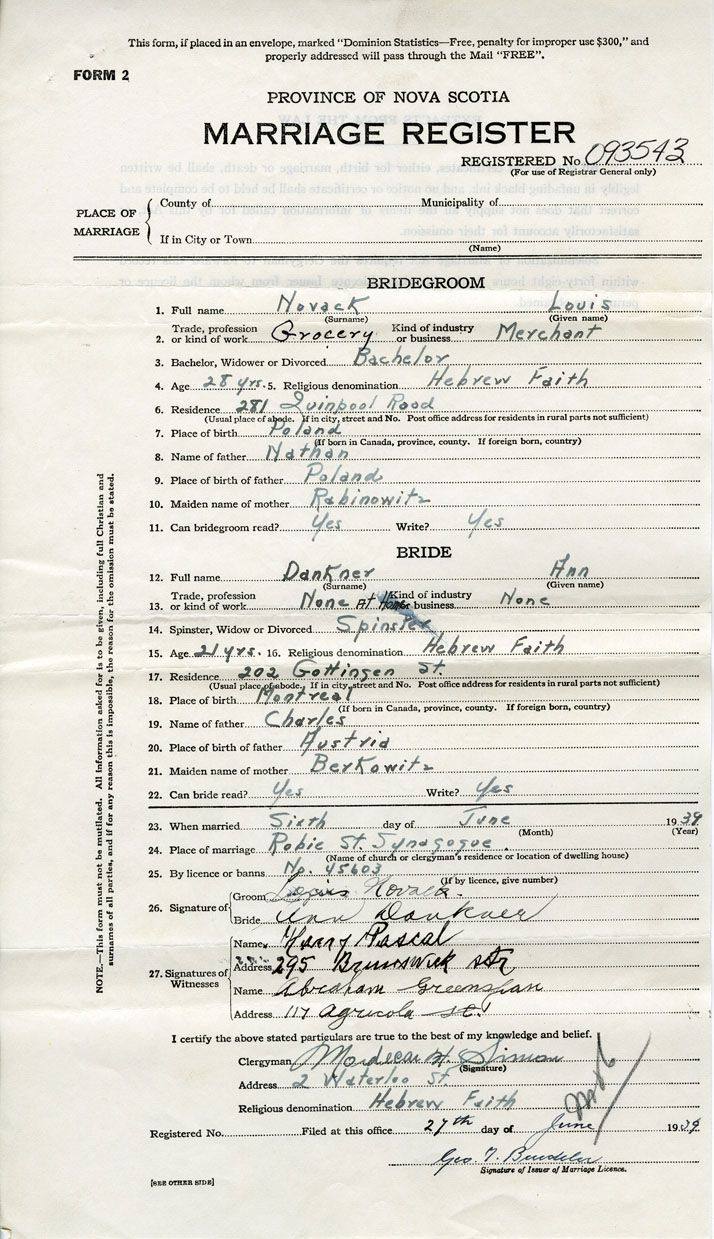 This form, if placed in an envelope, marked "Dominion Statistics—Free, penalty for improper use $300," and
properly addressed will pass through the Mail "FREE".
FORM 2
PROVINCE OF NOVA SCOTIA
MARRIAGE REGISTER
REGISTERED No. 093543
(For use of Registrar General only)
PLACE OF MARRIAGE
County of Municipality of
If in City or Town
(Name)
BRIDEGROOM
1. Full name Novack Louis
(Surname) (Given name)
2. Trade, profession or kind of work Grocery Kind of industry or business Merchant
3. Bachelor, Widower or Divorced Bachelor
4. Age 28 yrs. 5. Religious denomination Hebrew Faith
6. Residence 281 Quinpool Road
(Usual place of abode. If in city, street and No. Post office address for residents in rural parts not sufficient)
7. Place of birth Poland
(If born in Canada, province, county. If foreign born, country)
8. Name of father Nathan
9. Place of birth of father Poland
10. Maiden name of mother Rabinowitz
11. Can bridegroom read? Yes Write? Yes
BRIDE
12. Full name Dankner Ann
(Surname) (Given name)
13. Trade, profession or kind of work None At Home Kind of industry or business None
14. Spinster, Widow or Divorced Spinster
15. Age 21 yrs. 16. Religious denomination Hebrew Faith
17. Residence 202 Gottingen St.
(Usual place of abode. If in city, street and No. Post office address for residents in rural parts not sufficient)
18. Place of birth Montreal
(If born in Canada, province, county. If foreign born, country)
19. Name of father Charles
20. Place of birth of father Austria
21. Maiden name of mother Berkowitz
22. Can bride read? Yes Write? Yes
23. When married Sixth day of June 1939
(Month) (Year)
24. Place of marriage Robie St. Synagogue.
(Name of church or clergyman's residence or location of dwelling house)
25. By licence or banns No. 45603
(If by licence, give number)
26. Signature of
Groom Louis Novack.
Bride Ann Dankner
27. Signatures of Witnesses
Name Harry Pascal
Address 295 Brunswick str
Name Abraham Greenspan
Address 117 Agricola St.
I certify the above stated particulars are true to the best of my knowledge and belief.
Clergyman Mordecai H. Simon
(Signature)
Address 2 Waterloo St.
Religious denomination Hebrew Faith
Registered No. Filed at this office 27th day of June 1939
Geo. T.
Signature of Issuer of Marriage Licence.
[SEE OTHER SIDE]
NOTE.—This form must not be mutilated. All information asked for is to be given, including full Christian and
surnames of all parties, and if for any reason this is impossible, the reason for the omission must be stated.